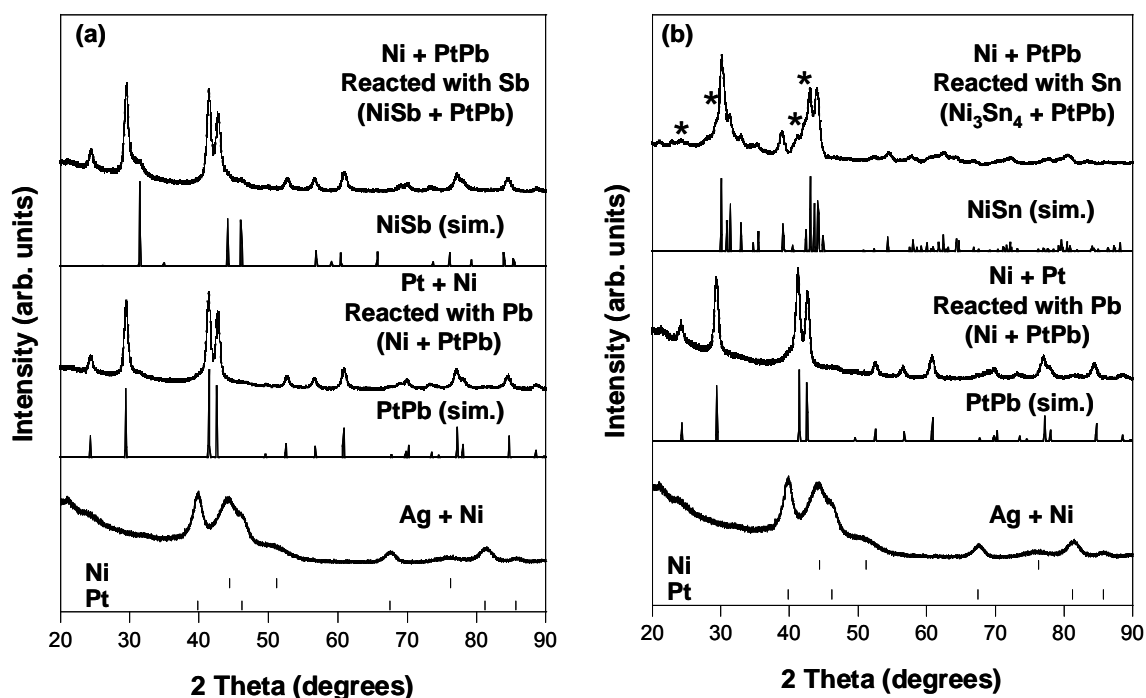 (a)
Ni + PtPb
Reacted with Sb
(NiSb + PtPb)
NiSb (sim.)
Pt + Ni
Reacted with Pb
(Ni + PtPb)
PtPb (sim.)
Ag + Ni
Ni
Pt
20 30 40 50 60 70 80 90
2 Theta (degrees)
Intensity (arb. units)
(b)
Ni + PtPb
Reacted with Sn
(Ni3Sn4 + PtPb)
* * * *
NiSn (sim.)
Ni + Pt
Reacted with Pb
(Ni + PtPb)
PtPb (sim.)
Ag + Ni
Ni
Pt
20 30 40 50 60 70 80 90
2 Theta (degrees)
Intensity (arb. units)